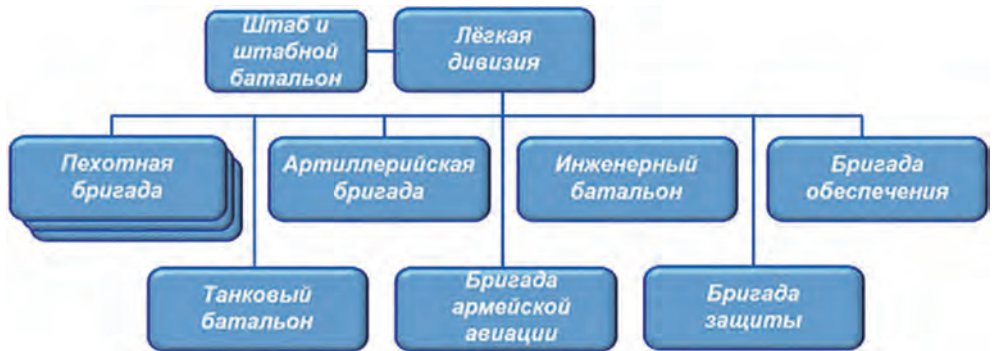 Штаб и
штабной
батальон
Лёгкая
дивизия
Пехотная
бригада
Артиллерийская
бригада
Инженерный
батальон
Бригада
обеспечения
Танковый
батальон
Бригада
армейской
авиации
Бригада
защиты